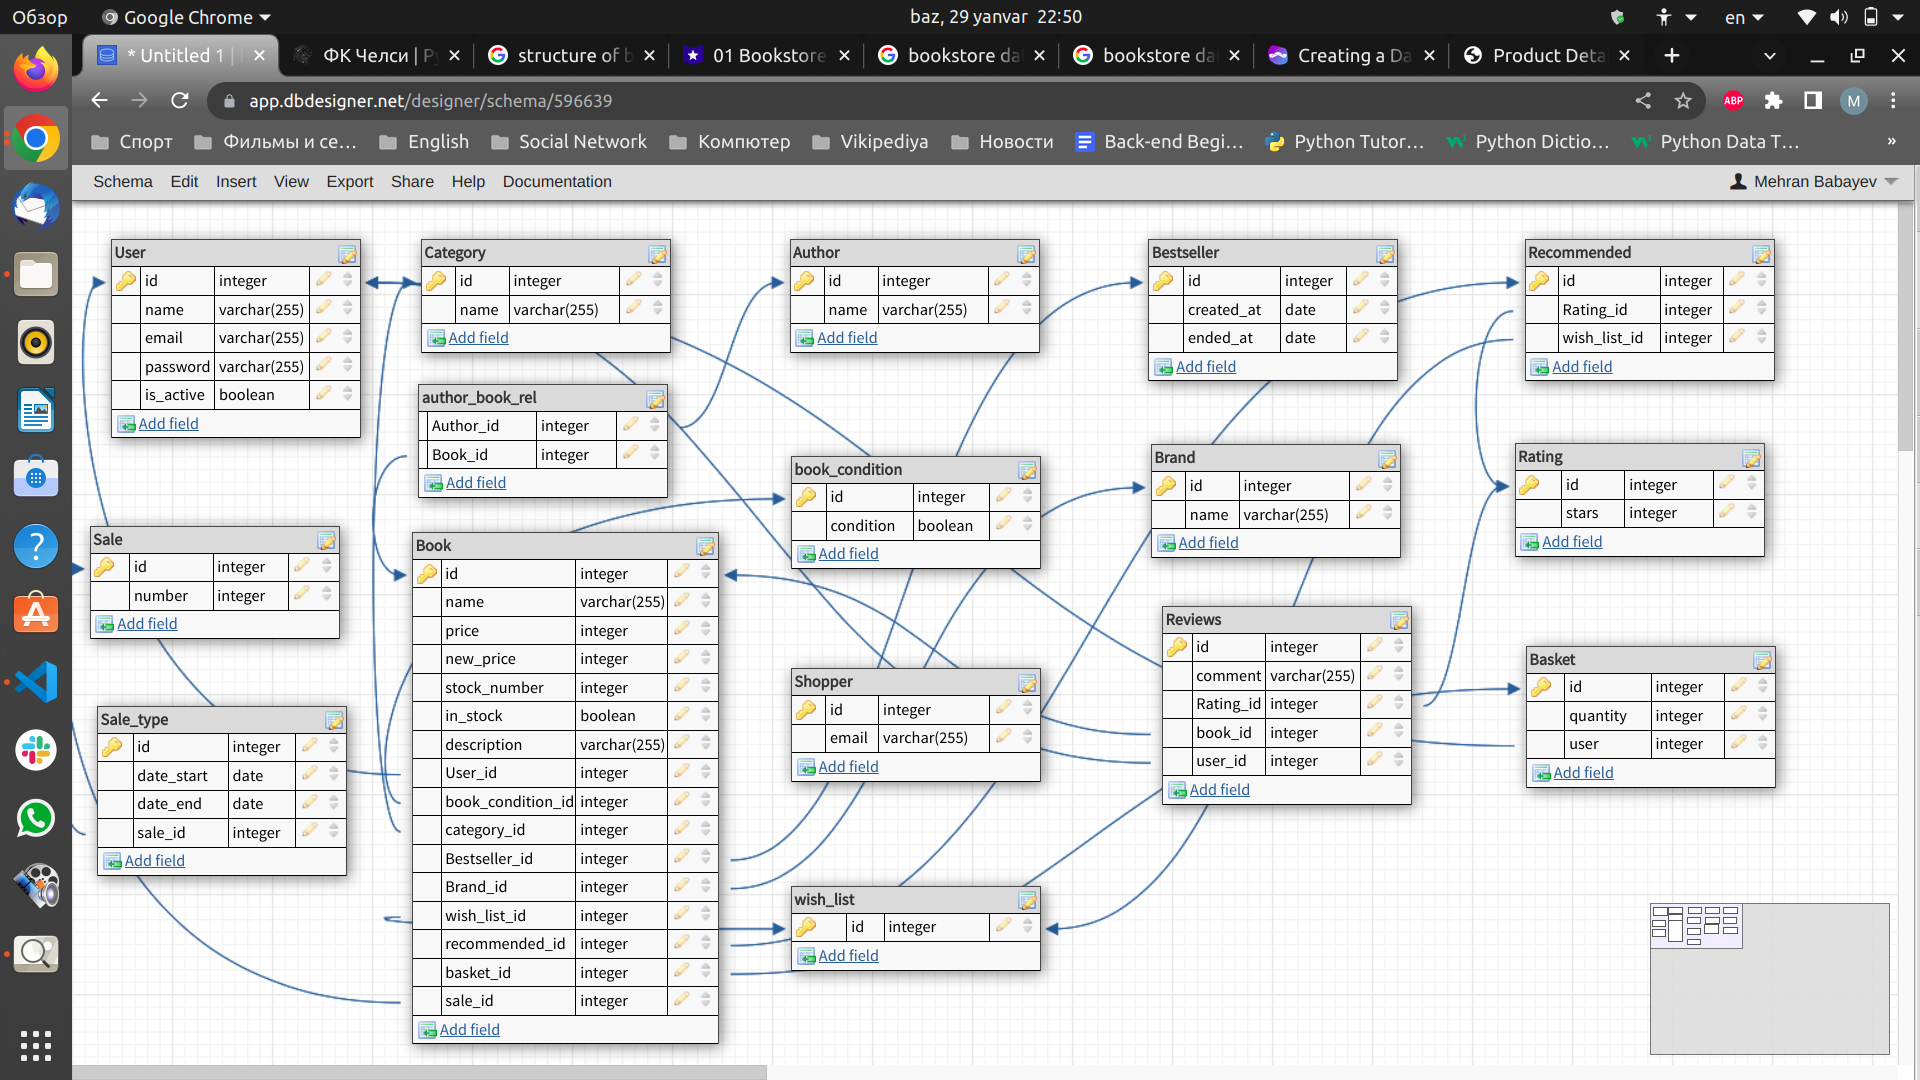 Обзор
Google Chrome
baz, 29 yanvar 22:50
en
* Untitled 1 |
ФК Челси | Ру
structure of b
01 Bookstore
bookstore da
bookstore da
Creating a Da
Product Deta
app.dbdesigner.net/designer/schema/596639
ABP
M
Спорт
Фильмы и се...
English
Social Network
Компютер
Vikipediya
Новости
Back-end Begi...
Python Tutor...
Python Dictio...
Python Data T...
»
Schema
Edit
Insert
View
Export
Share
Help
Documentation
Mehran Babayev
User
id integer
name varchar(255)
email varchar(255)
password varchar(255)
is_active boolean
Add field
Category
id integer
name varchar(255)
Add field
Author
id integer
name varchar(255)
Add field
Bestseller
id integer
created_at date
ended_at date
Add field
Recommended
id integer
Rating_id integer
wish_list_id integer
Add field
author_book_rel
Author_id integer
Book_id integer
Add field
book_condition
id integer
condition boolean
Add field
Brand
id integer
name varchar(255)
Add field
Rating
id integer
stars integer
Add field
Sale
id integer
number integer
Add field
Book
id integer
name varchar(255)
price integer
new_price integer
stock_number integer
in_stock boolean
description varchar(255)
User_id integer
book_condition_id integer
category_id integer
Bestseller_id integer
Brand_id integer
wish_list_id integer
recommended_id integer
basket_id integer
sale_id integer
Add field
Shopper
id integer
email varchar(255)
Add field
Reviews
id integer
comment varchar(255)
Rating_id integer
book_id integer
user_id integer
Add field
Basket
id integer
quantity integer
user integer
Add field
Sale_type
id integer
date_start date
date_end date
sale_id integer
Add field
wish_list
id integer
Add field